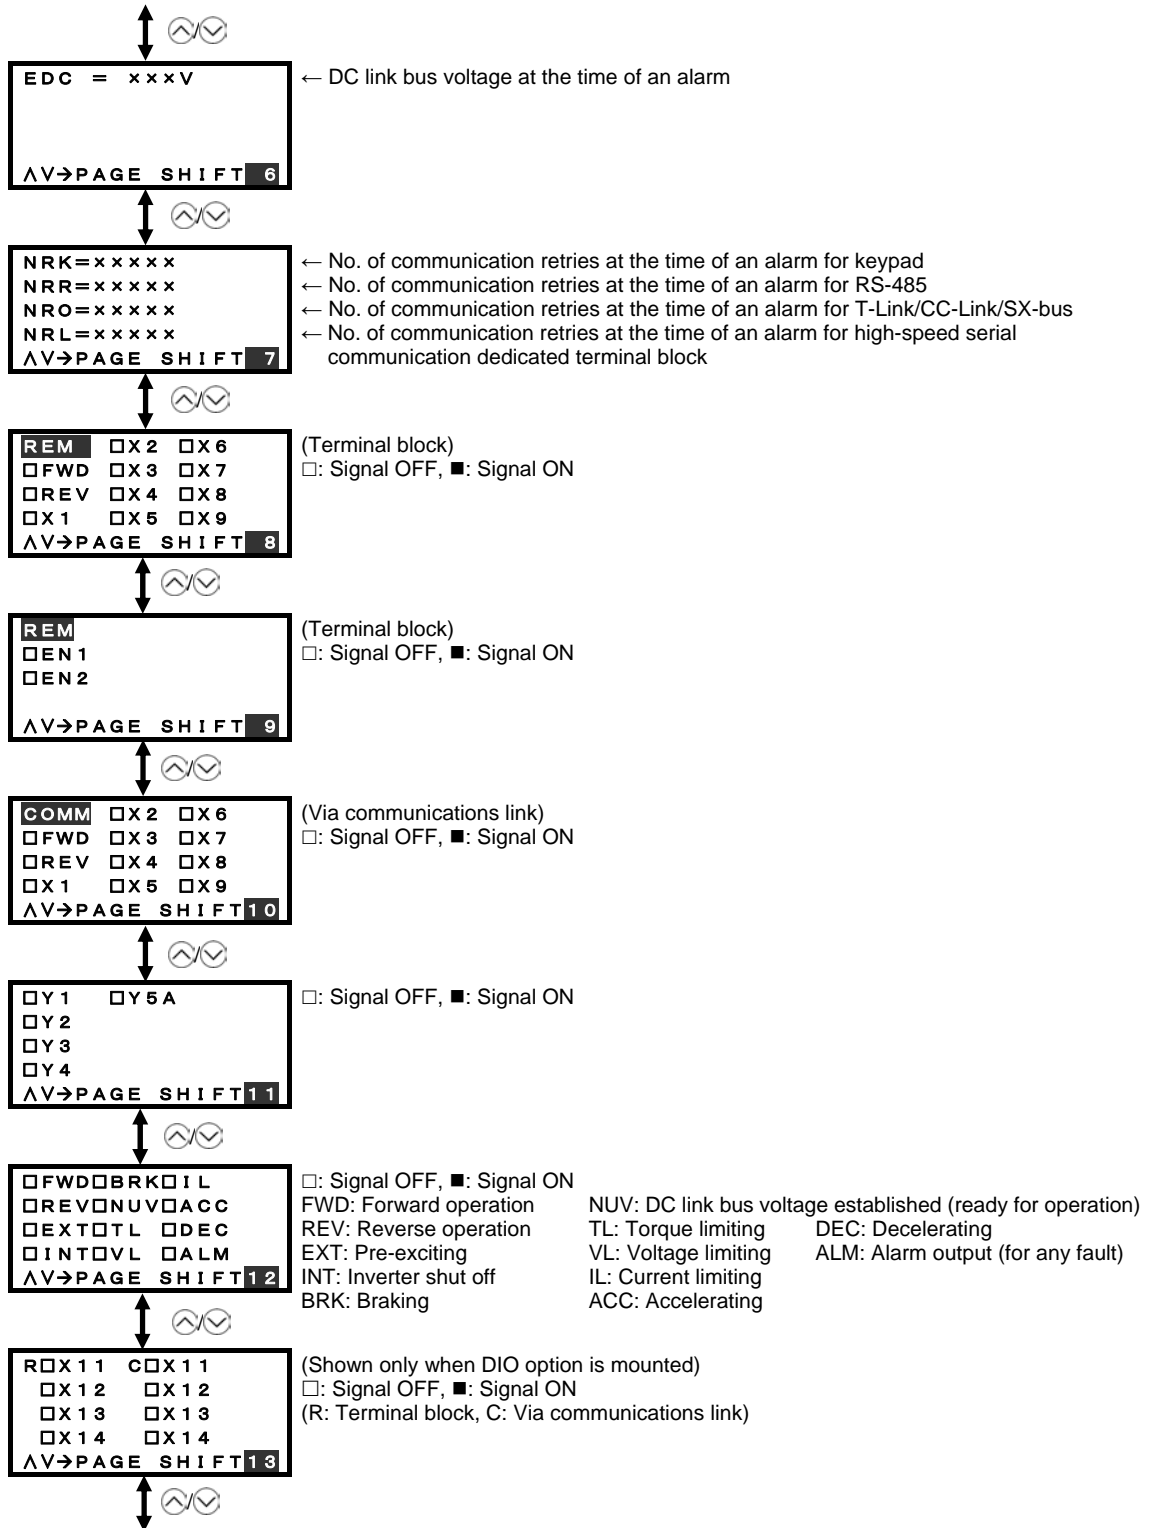 EDC = ×××V ← DC link bus voltage at the time of an alarm
∧∨→PAGE SHIFT 6
NRK=××××× ← No. of communication retries at the time of an alarm for keypad
NRR=××××× ← No. of communication retries at the time of an alarm for RS-485
NRO=××××× ← No. of communication retries at the time of an alarm for T-Link/CC-Link/SX-bus
NRL=××××× ← No. of communication retries at the time of an alarm for high-speed serial
∧∨→PAGE SHIFT 7 communication dedicated terminal block
REM □X2 □X6 (Terminal block)
□FWD □X3 □X7 □: Signal OFF, ■: Signal ON
□REV □X4 □X8
□X1 □X5 □X9
∧∨→PAGE SHIFT 8
REM (Terminal block)
□EN1 □: Signal OFF, ■: Signal ON
□EN2
∧∨→PAGE SHIFT 9
COMM □X2 □X6 (Via communications link)
□FWD □X3 □X7 □: Signal OFF, ■: Signal ON
□REV □X4 □X8
□X1 □X5 □X9
∧∨→PAGE SHIFT 10
□Y1 □Y5A □: Signal OFF, ■: Signal ON
□Y2
□Y3
□Y4
∧∨→PAGE SHIFT 11
□FWD□BRK□IL □: Signal OFF, ■: Signal ON
□REV□NUV□ACC FWD: Forward operation NUV: DC link bus voltage established (ready for operation)
□EXT□TL □DEC REV: Reverse operation TL: Torque limiting DEC: Decelerating
□INT□VL □ALM EXT: Pre-exciting VL: Voltage limiting ALM: Alarm output (for any fault)
∧∨→PAGE SHIFT 12 INT: Inverter shut off IL: Current limiting
BRK: Braking ACC: Accelerating
R□X11 C□X11 (Shown only when DIO option is mounted)
□X12 □X12 □: Signal OFF, ■: Signal ON
□X13 □X13 (R: Terminal block, C: Via communications link)
□X14 □X14
∧∨→PAGE SHIFT 13